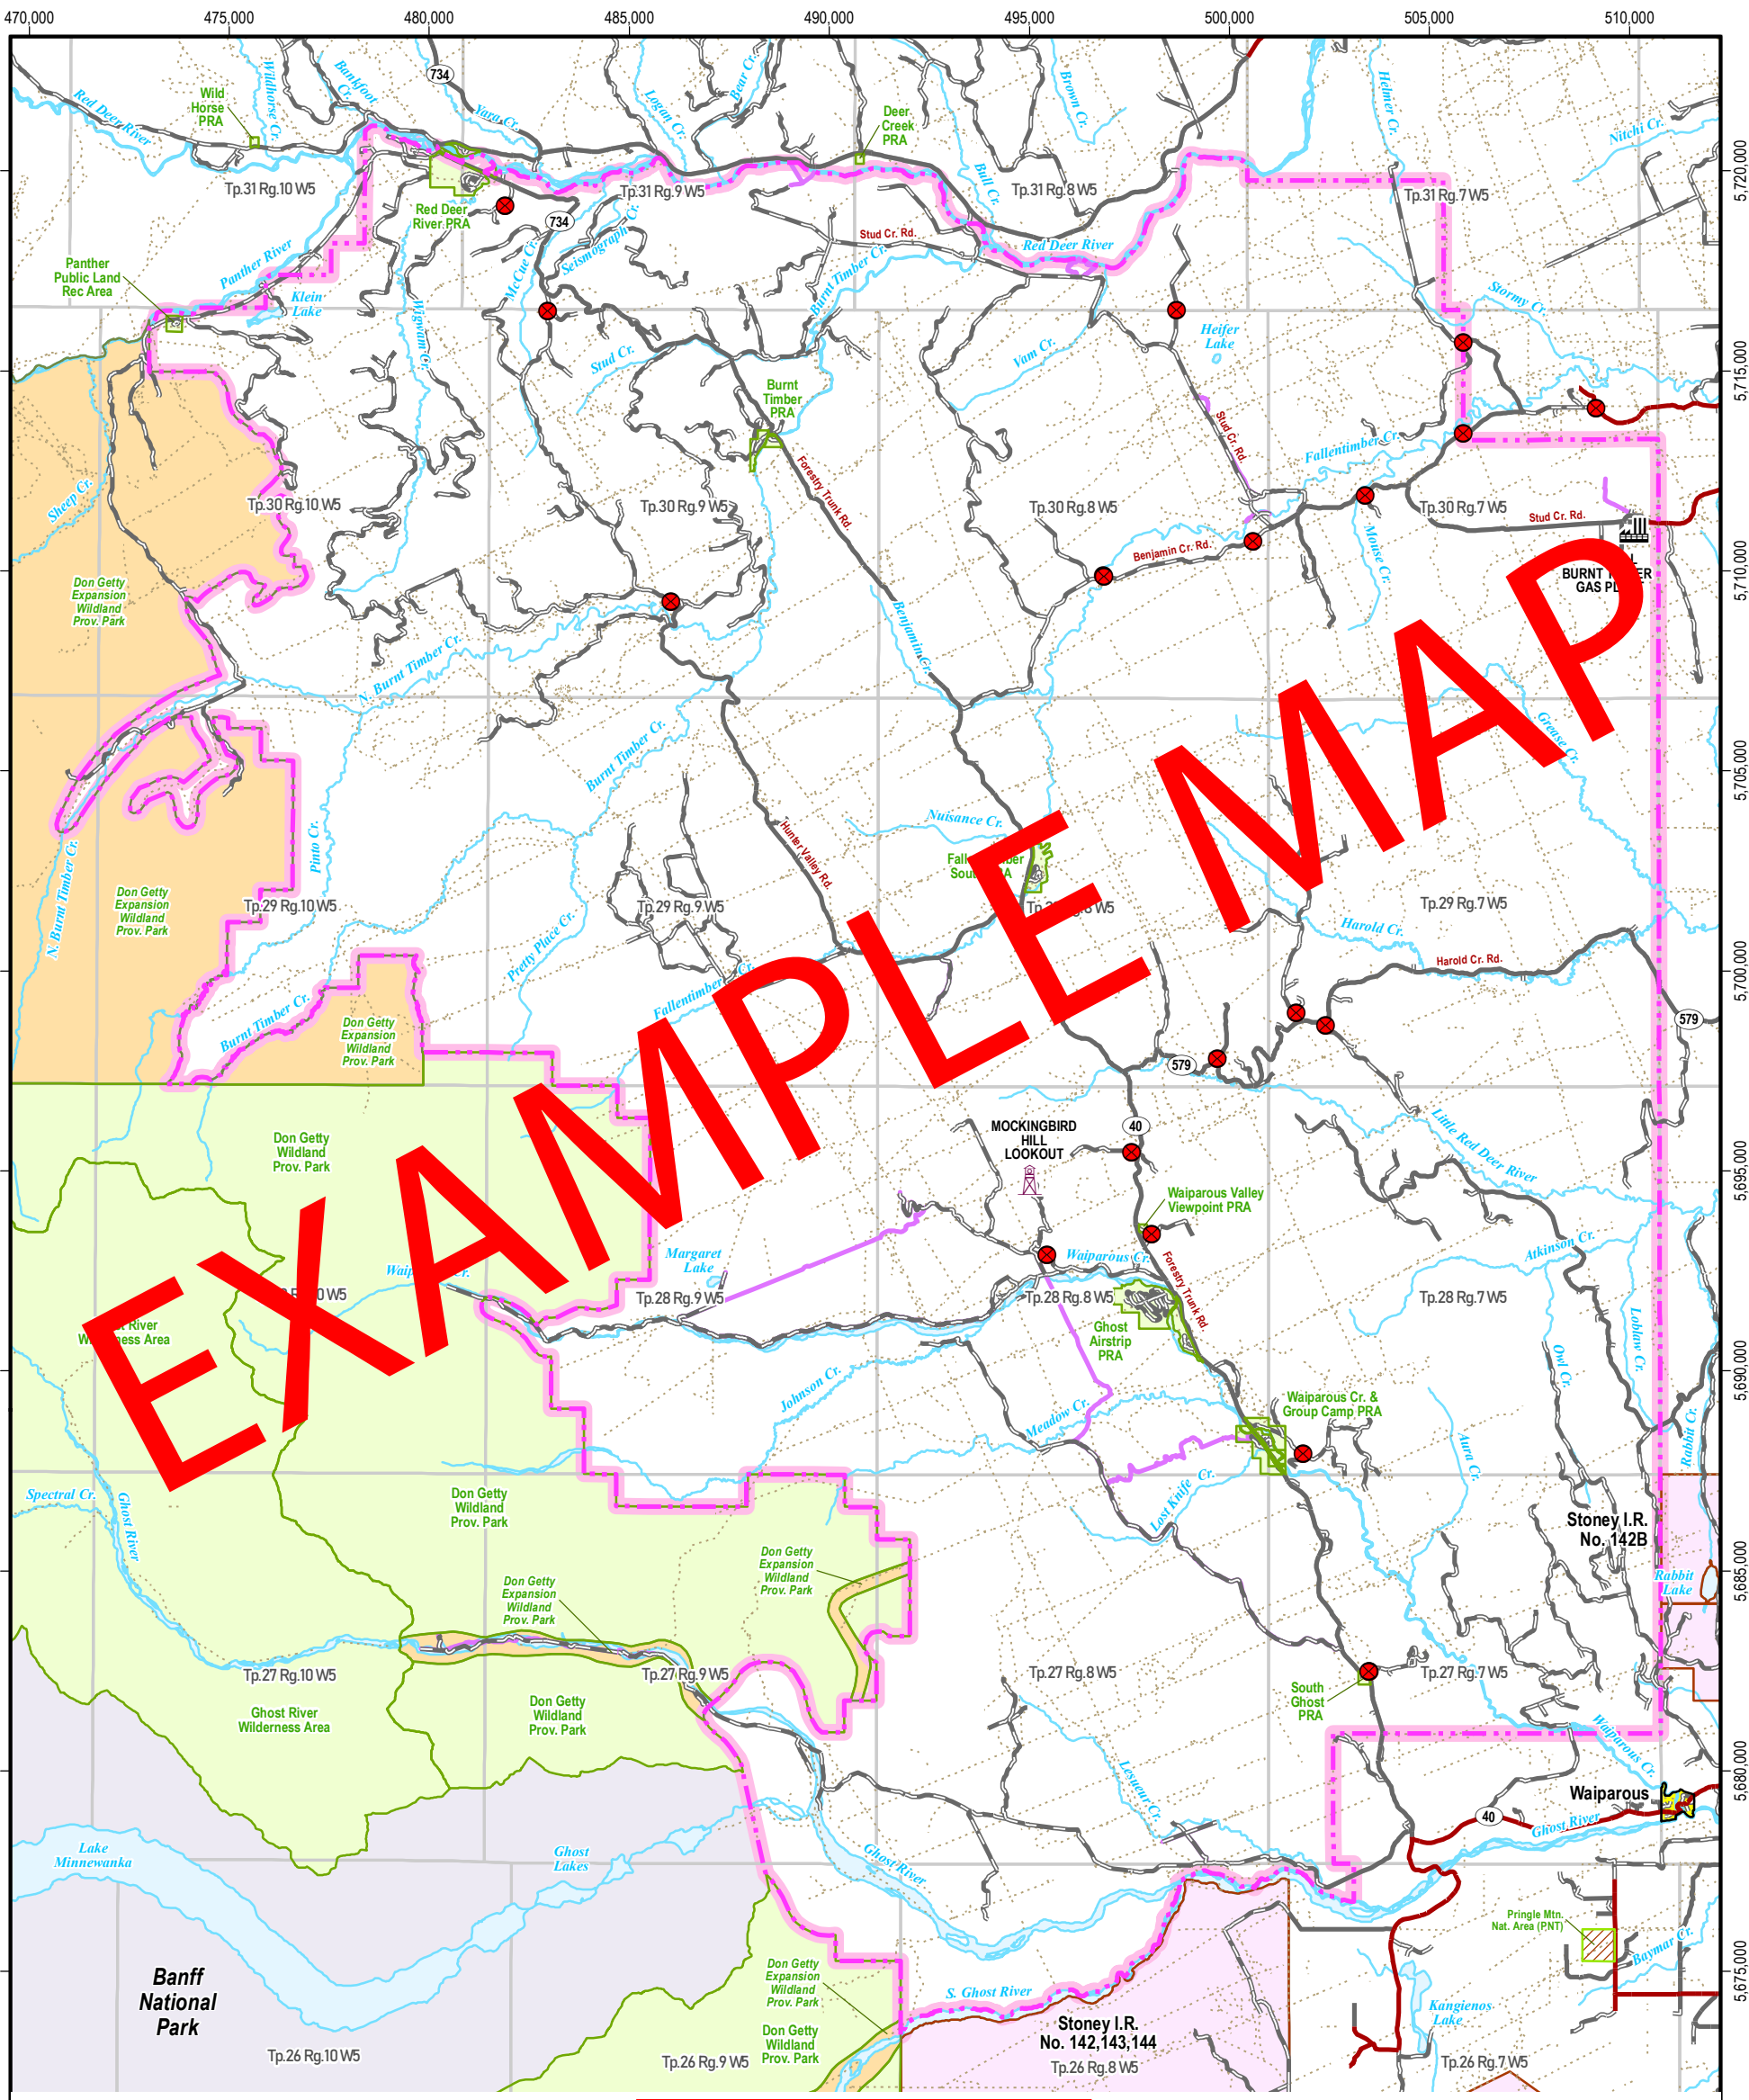 470,000
475,000
480,000
485,000
490,000
495,000
500,000
505,000
510,000
5,720,000
5,715,000
5,710,000
5,705,000
5,700,000
5,695,000
5,690,000
5,685,000
5,680,000
5,675,000
EXAMPLE MAP
Red Deer River
Wild
Horse
PRA
Wildhorse Cr.
Banffoot
Cr.
734
Yara Cr.
Logan Cr.
Bear Cr.
Deer
Creek
PRA
Brown Cr.
Bull Cr.
Helmer Cr.
Nitchi Cr.
Tp.31 Rg.10 W5
Tp.31 Rg.9 W5
Tp.31 Rg.8 W5
Tp.31 Rg.7 W5
Red Deer
River PRA
734
Seismograph Cr.
McCue Cr.
Stud Cr. Rd.
Red Deer River
Panther River
Panther
Public Land
Rec Area
Klein
Lake
Wigwam Cr.
Burnt Timber Cr.
Stormy Cr.
Stud Cr.
Vam Cr.
Heifer
Lake
Burnt
Timber
PRA
Stud Cr. Rd.
Fallentimber Cr.
Forestry Trunk Rd.
Sheep Cr.
Tp.30 Rg.10 W5
Tp.30 Rg.9 W5
Tp.30 Rg.8 W5
Tp.30 Rg.7 W5
Stud Cr. Rd.
Benjamin Cr. Rd.
Mouse Cr.
Don Getty
Expansion
Wildland
Prov. Park
Benjamin Cr.
N. Burnt Timber Cr.
Grease Cr.
Burnt Timber Cr.
Nuisance Cr.
Hunter Valley Rd.
Pinto Cr.
N. Burnt Timber Cr.
Don Getty
Expansion
Wildland
Prov. Park
Tp.29 Rg.10 W5
Tp.29 Rg.9 W5
Tp.29 Rg.7 W5
Harold Cr.
Harold Cr. Rd.
Pretty Place Cr.
Fallentimber Cr.
Burnt Timber Cr.
Don Getty
Expansion
Wildland
Prov. Park
579
579
40
MOCKINGBIRD
HILL
LOOKOUT
Little Red Deer River
Don Getty
Wildland
Prov. Park
Waiparous Valley
Viewpoint PRA
Waiparous Cr.
Forestry Trunk Rd
Atkinson Cr.
Margaret
Lake
Tp.28 Rg.9 W5
Tp.28 Rg.8 W5
Tp.28 Rg.7 W5
Ghost
Airstrip
PRA
Loblaw Cr.
Owl Cr.
Johnson Cr.
Meadow Cr.
Waiparous Cr. &
Group Camp PRA
Aura Cr.
Rabbit Cr.
Spectral Cr.
Ghost River
Don Getty
Wildland
Prov. Park
Lost Knife Cr.
Stoney I.R.
No. 142B
Rabbit
Lake
Don Getty
Expansion
Wildland
Prov. Park
Don Getty
Expansion
Wildland
Prov. Park
Tp.27 Rg.10 W5
Tp.27 Rg.9 W5
Tp.27 Rg.8 W5
Tp.27 Rg.7 W5
Ghost River
Wilderness Area
Don Getty
Wildland
Prov. Park
South
Ghost
PRA
Waiparous Cr.
Lesueur Cr.
Waiparous
40
Ghost River
Lake
Minnewanka
Ghost
Lakes
Ghost River
Pringle Mtn.
Nat. Area (PNT)
Baymar Cr.
Banff
National
Park
Don Getty
Expansion
Wildland
Prov. Park
S. Ghost River
Kangienos
Lake
Stoney I.R.
No. 142,143,144
Don Getty
Wildland
Prov. Park
Tp.26 Rg.10 W5
Tp.26 Rg.9 W5
Tp.26 Rg.8 W5
Tp.26 Rg.7 W5